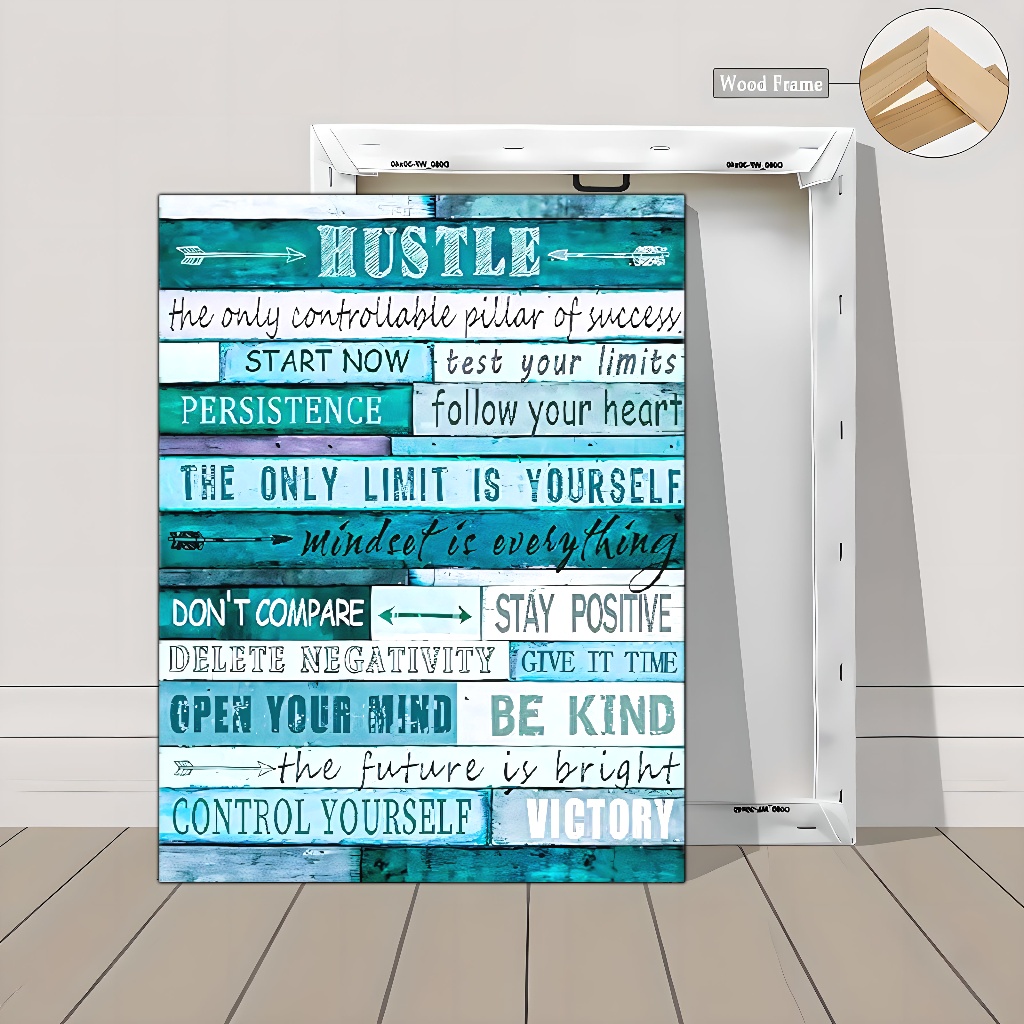 Wood Frame
HUSTLE
the only controllable pillar of success.
START NOW test your limits
PERSISTENCE follow your heart
THE ONLY LIMIT IS YOURSELF.
mindset is everything
DON'T COMPARE STAY POSITIVE
DELETE NEGATIVITY GIVE IT TIME
OPEN YOUR MIND BE KIND
the future is bright
CONTROL YOURSELF VICTORY